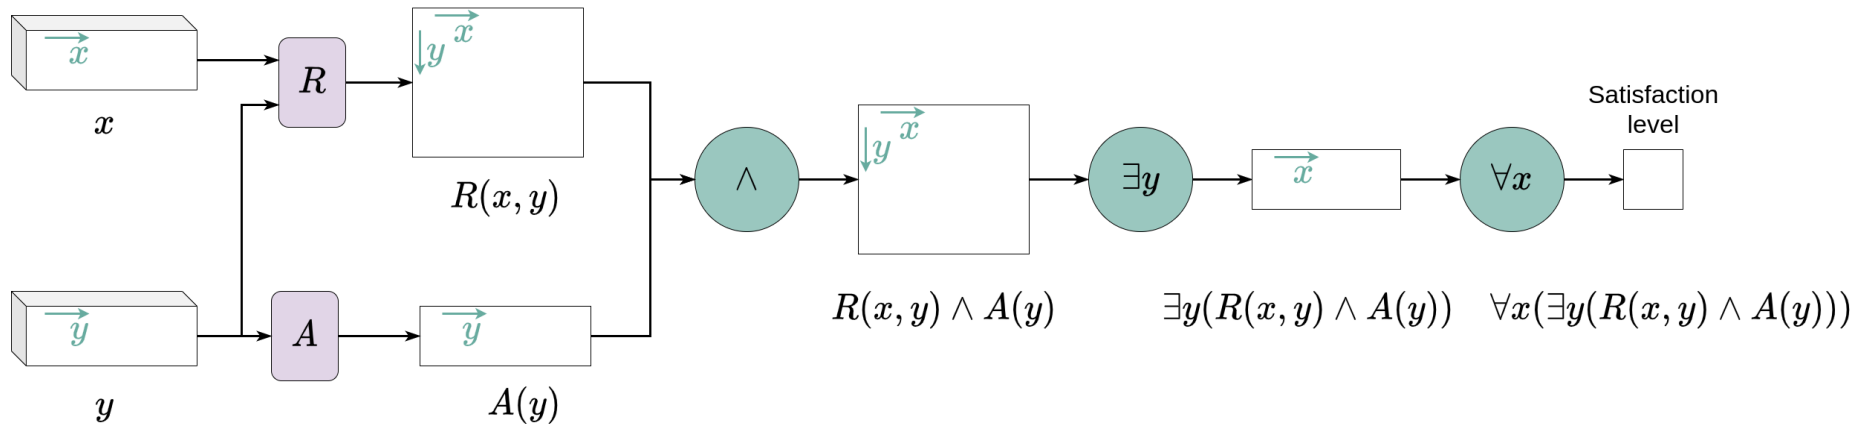 x
x
R
x
y
R(x, y)
y
y
A
y
A(y)
∧
x
y
R(x, y) ∧ A(y)
∃y
x
∃y(R(x, y) ∧ A(y))
∀x
Satisfaction
level
∀x(∃y(R(x, y) ∧ A(y)))